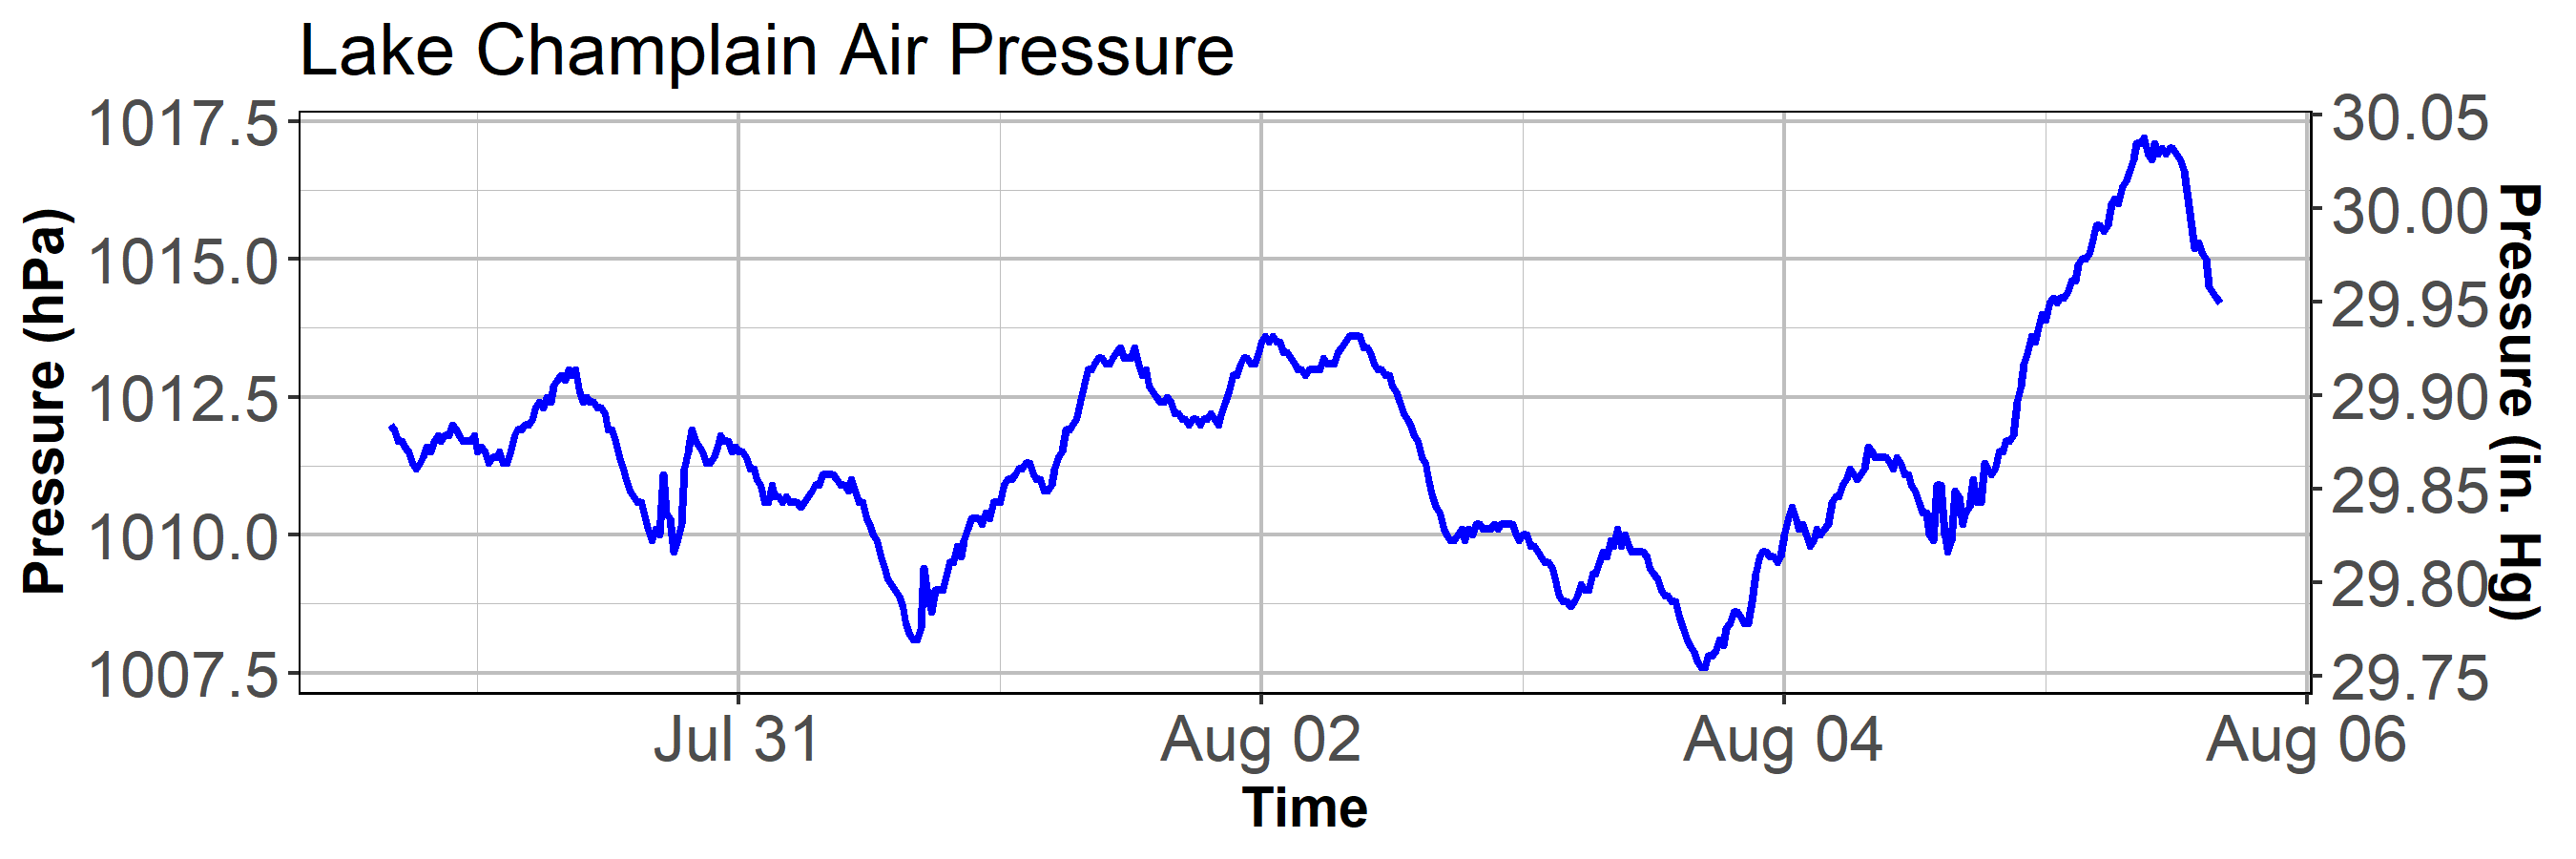 Lake Champlain Air Pressure
Pressure (hPa)
1017.5
1015.0
1012.5
1010.0
1007.5
30.05
30.00
29.95
29.90
29.85
29.80
29.75
Pressure (in. Hg)
Jul 31 Aug 02 Aug 04 Aug 06
Time